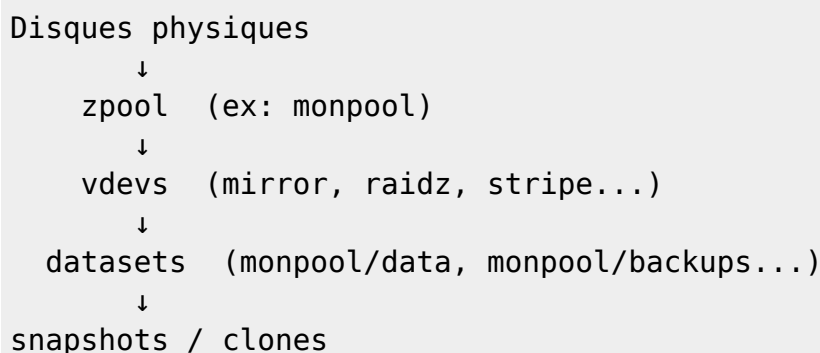 Disques physiques
↓
zpool  (ex: monpool)
↓
vdevs  (mirror, raidz, stripe...)
↓
datasets  (monpool/data, monpool/backups...)
↓
snapshots / clones